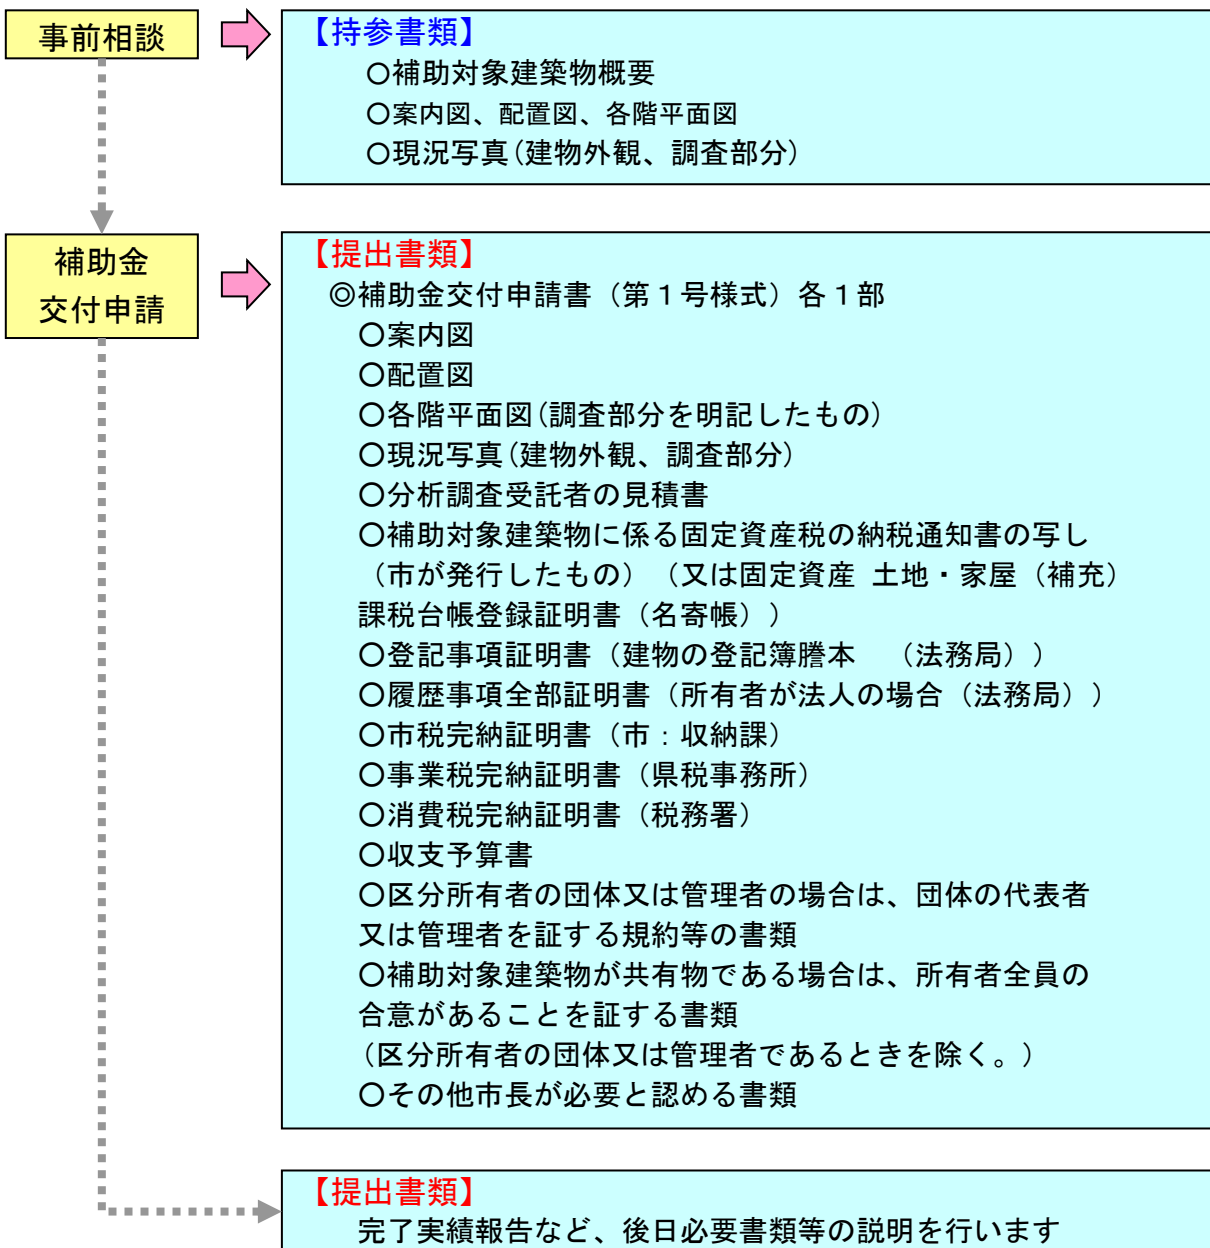 事前相談
【持参書類】
〇補助対象建築物概要
〇案内図、配置図、各階平面図
〇現況写真(建物外観、調査部分)
補助金
交付申請
【提出書類】
◎補助金交付申請書（第１号様式）各１部
〇案内図
〇配置図
〇各階平面図(調査部分を明記したもの)
〇現況写真(建物外観、調査部分)
〇分析調査受託者の見積書
〇補助対象建築物に係る固定資産税の納税通知書の写し
（市が発行したもの）（又は固定資産 土地・家屋（補充）
課税台帳登録証明書（名寄帳））
〇登記事項証明書（建物の登記簿謄本　（法務局））
〇履歴事項全部証明書（所有者が法人の場合（法務局））
〇市税完納証明書（市：収納課）
〇事業税完納証明書（県税事務所）
〇消費税完納証明書（税務署）
〇収支予算書
〇区分所有者の団体又は管理者の場合は、団体の代表者
又は管理者を証する規約等の書類
〇補助対象建築物が共有物である場合は、所有者全員の
合意があることを証する書類
（区分所有者の団体又は管理者であるときを除く。）
〇その他市長が必要と認める書類
【提出書類】
完了実績報告など、後日必要書類等の説明を行います